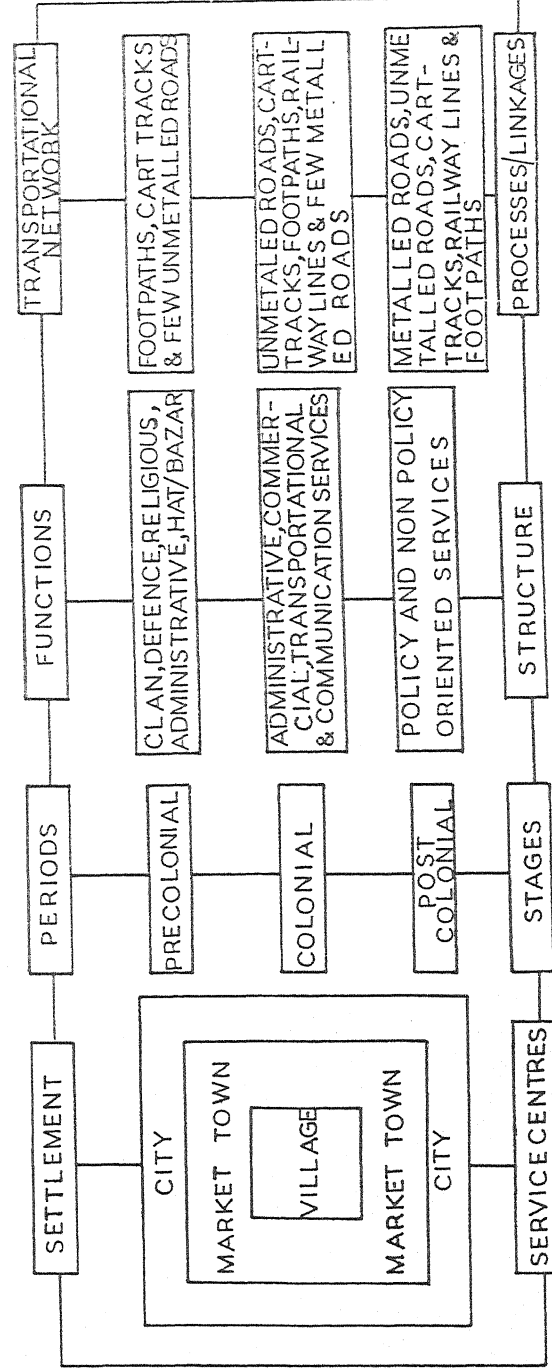 SETTLEMENT
PERIODS
FUNCTIONS
TRANSPORTATIONAL
NETWORK
CITY
MARKET TOWN
VILLAGE
MARKET TOWN
CITY
PRECOLONIAL
CLAN, DEFENCE, RELIGIOUS,
ADMINISTRATIVE, HAT/BAZAR
FOOTPATHS, CART TRACKS
& FEW UNMETALLED ROADS
COLONIAL
ADMINISTRATIVE, COMMER-
CIAL, TRANSPORTATIONAL
& COMMUNICATION SERVICES
UNMETALED ROADS, CART-
TRACKS, FOOTPATHS, RAIL-
WAY LINES & FEW METALL
ED ROADS
POST
COLONIAL
POLICY AND NON POLICY
ORIENTED SERVICES
METALLED ROADS, UNME
TALLED ROADS, CART-
TRACKS, RAILWAY LINES &
FOOTPATHS
SERVICE CENTRES
STAGES
STRUCTURE
PROCESSES/LINKAGES